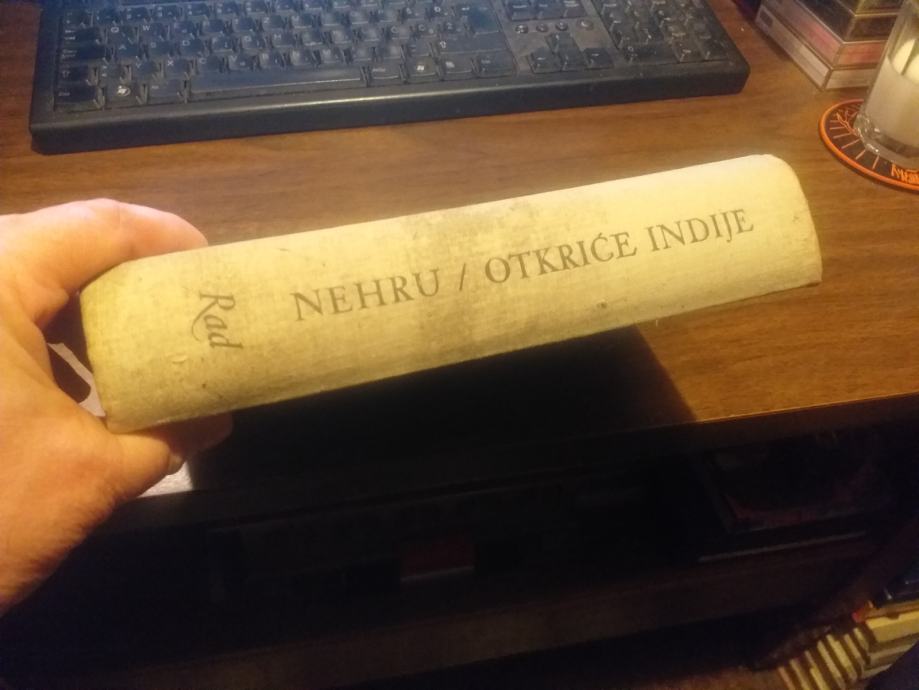 NEHRU / OTKRIĆE INDIJE
Rad